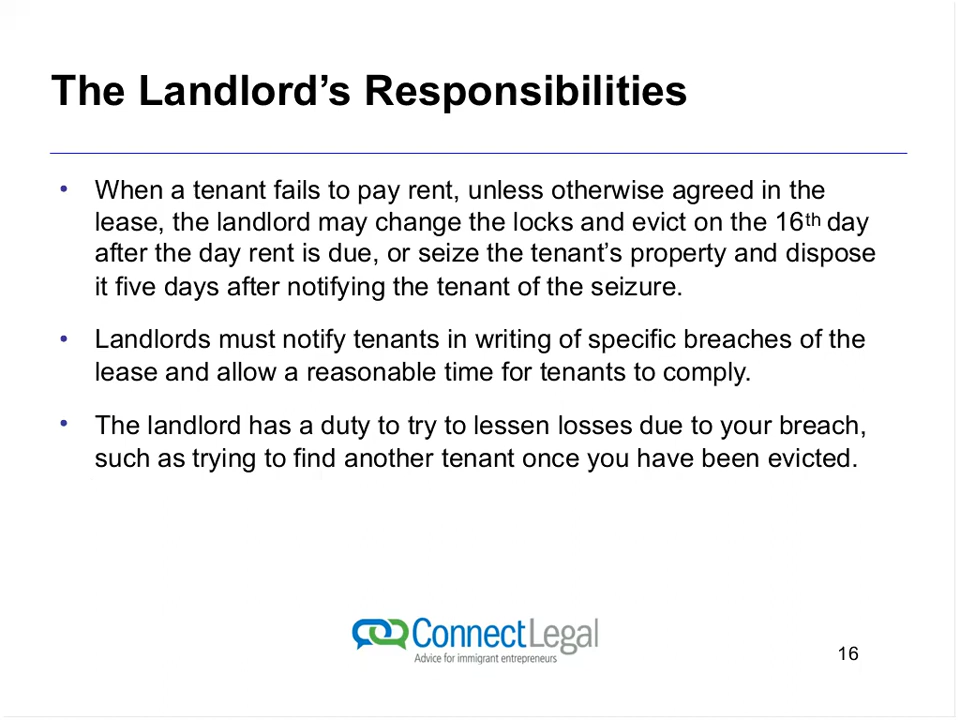 The Landlord’s Responsibilities
• When a tenant fails to pay rent, unless otherwise agreed in the
lease, the landlord may change the locks and evict on the 16th day
after the day rent is due, or seize the tenant’s property and dispose
it five days after notifying the tenant of the seizure.
• Landlords must notify tenants in writing of specific breaches of the
lease and allow a reasonable time for tenants to comply.
• The landlord has a duty to try to lessen losses due to your breach,
such as trying to find another tenant once you have been evicted.
ConnectLegal
Advice for immigrant entrepreneurs
16